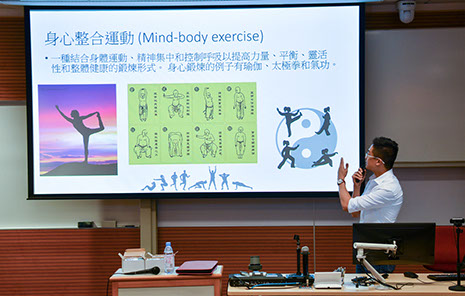 身心整合運動 (Mind-body exercise)
• 一種結合身體運動、精神集中和控制呼吸以提高力量、平衡、靈活
性和整體健康的鍛煉形式。 身心鍛煉的例子有瑜伽、太極拳和氣功。